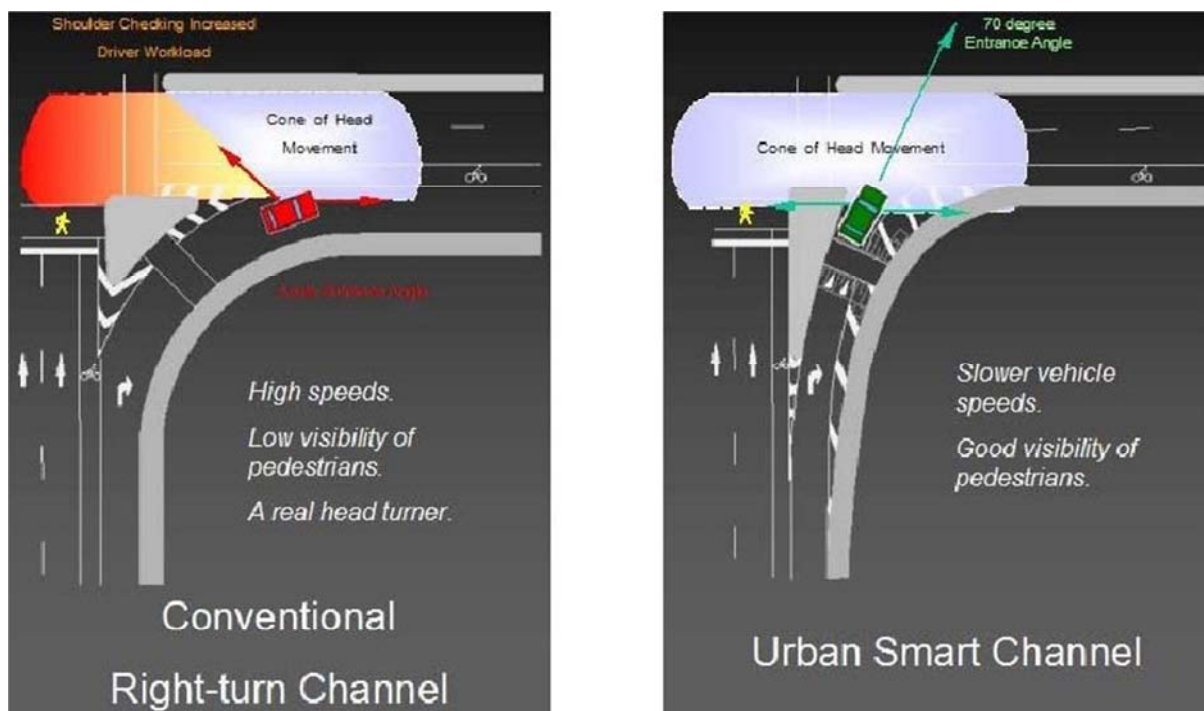 Shoulder Checking Increased
Driver Workload
Cone of Head
Movement
High speeds.
Low visibility of
pedestrians.
A real head turner.
Conventional
Right-turn Channel
70 degree
Entrance Angle
Cone of Head Movement
Slower vehicle
speeds.
Good visibility of
pedestrians.
Urban Smart Channel